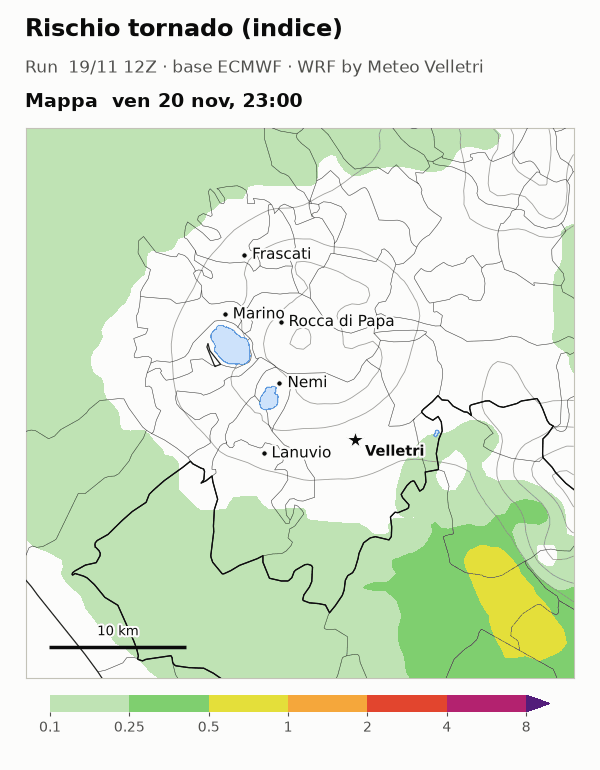 Rischio tornado (indice)
Run  19/11 12Z · base ECMWF · WRF by Meteo Velletri
Mappa  ven 20 nov, 23:00
Frascati
Marino
Rocca di Papa
Nemi
Velletri
Lanuvio
10 km
0.1 0.25 0.5 1 2 4 8